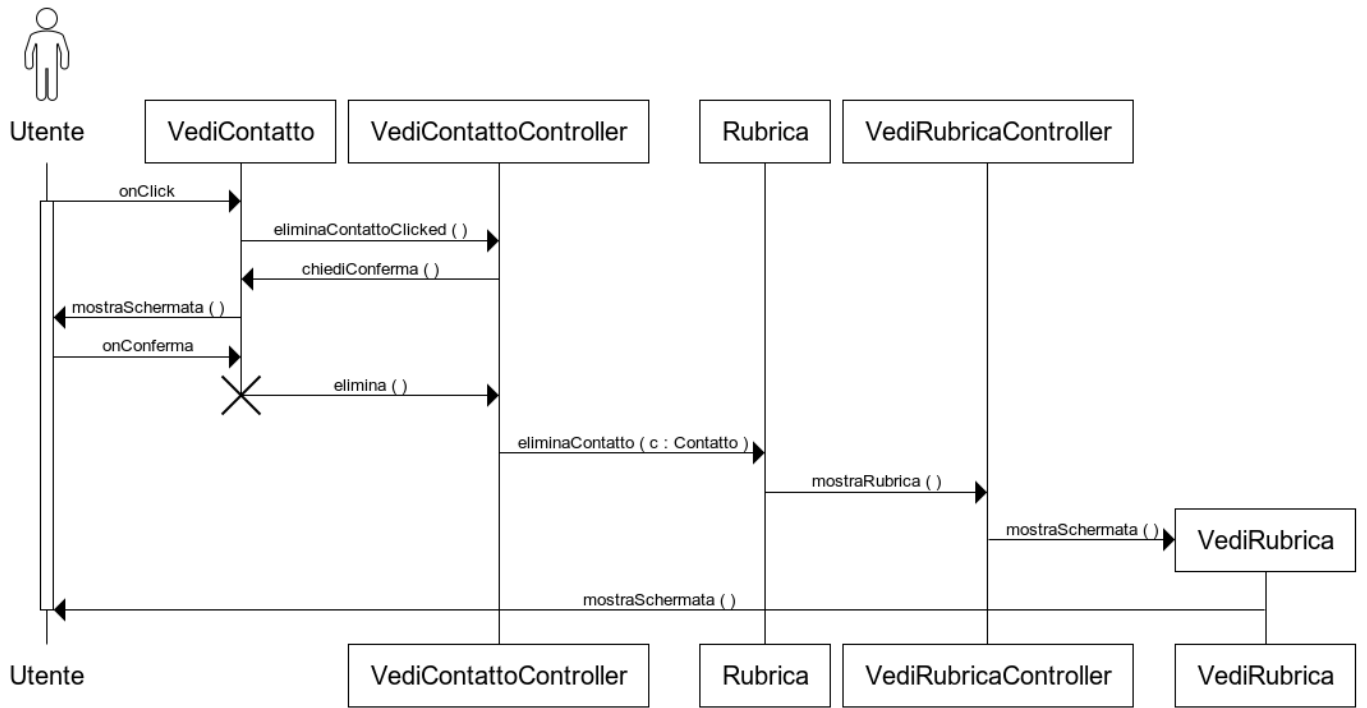 Utente
VediContatto
VediContattoController
Rubrica
VediRubricaController
onClick
eliminaContattoClicked ( )
chiediConferma ( )
mostraSchermata ( )
onConferma
elimina ( )
eliminaContatto ( c : Contatto )
mostraRubrica ( )
mostraSchermata ( )
VediRubrica
mostraSchermata ( )
Utente
VediContattoController
Rubrica
VediRubricaController
VediRubrica